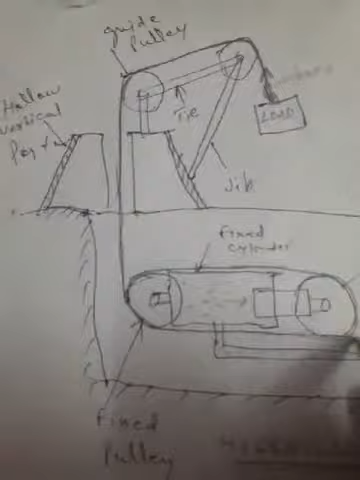 guide
Pulley
Hollow
vertical
Post
Tie
LOAD
Jib
fixed
cylinder
fixed
Pulley